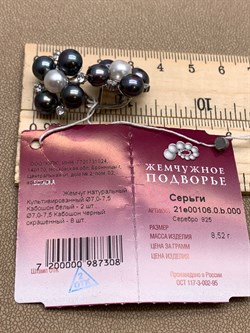 10
ЖЕМЧУЖНОЕ
ПОДВОРЬЕ
Серьги
21е00106.0.b.000
Серебро 925
РАЗМЕР:
МАССА ИЗДЕЛИЯ 8,52 г
ЦЕНА ЗА ГРАММ
ЦЕНА ИЗДЕЛИЯ
Произведено в России
ОСТ 117-3-002-95
Жемчуг натуральный
Культивированный Ø7,0-7,5
Кабошон белый - 2 шт.
Ø7,0-7,5 Кабошон черный
окрашенный - 8 шт.
7 200000 987308